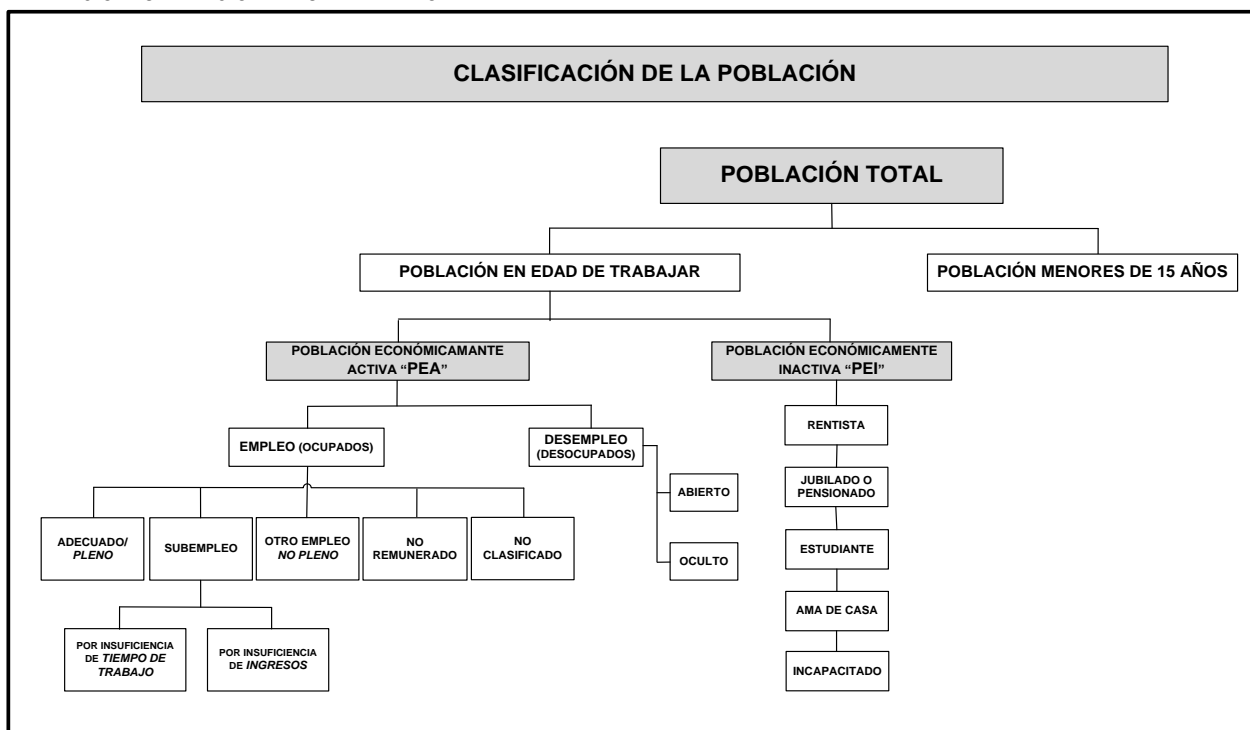 CLASIFICACIÓN DE LA POBLACIÓN
POBLACIÓN TOTAL
POBLACIÓN EN EDAD DE TRABAJAR
POBLACIÓN MENORES DE 15 AÑOS
POBLACIÓN ECONÓMICAMANTE
ACTIVA “PEA”
POBLACIÓN ECONÓMICAMENTE
INACTIVA “PEI”
EMPLEO (OCUPADOS)
DESEMPLEO
(DESOCUPADOS)
ABIERTO
OCULTO
ADECUADO/
PLENO
SUBEMPLEO
OTRO EMPLEO
NO PLENO
NO
REMUNERADO
NO
CLASIFICADO
POR INSUFICIENCIA
DE TIEMPO DE
TRABAJO
POR INSUFICIENCIA
DE INGRESOS
RENTISTA
JUBILADO O
PENSIONADO
ESTUDIANTE
AMA DE CASA
INCAPACITADO